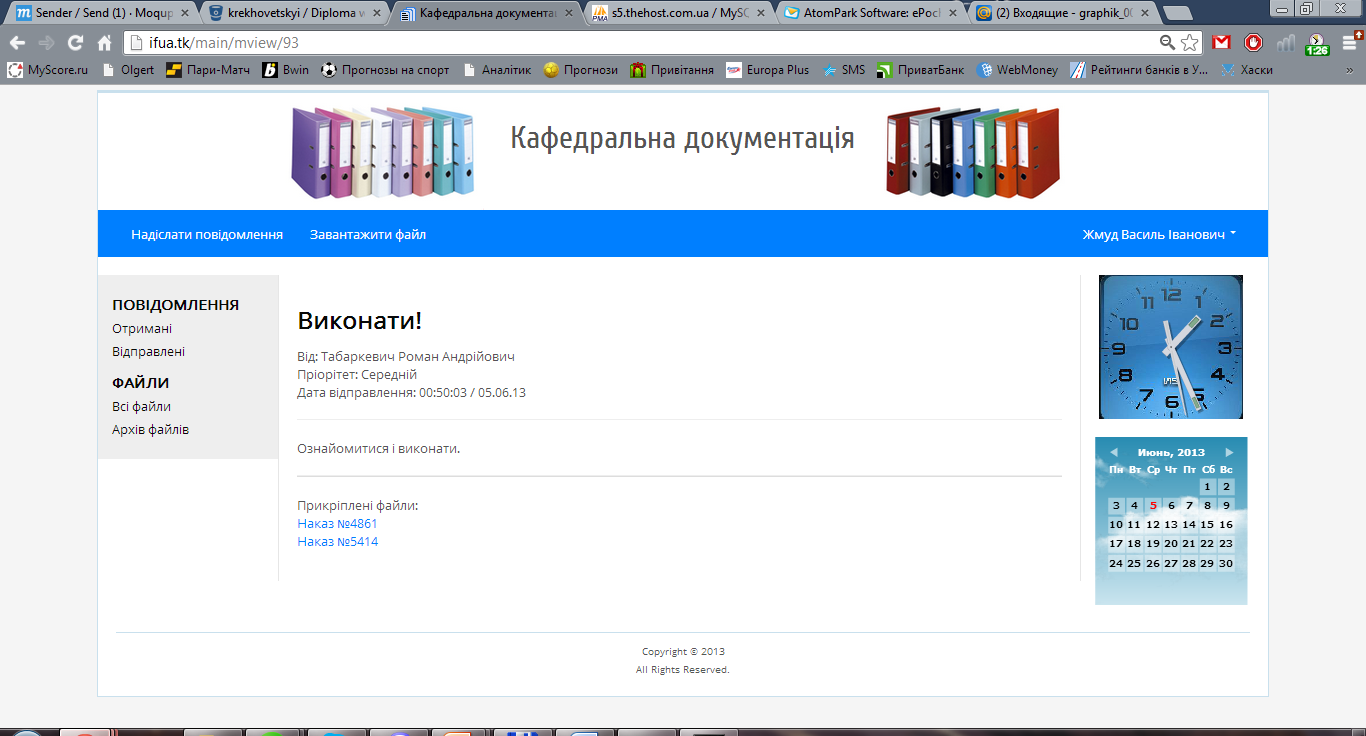 Sender / Send (1) · Moqup
krekhovetskyi / Diploma w
Кафедральна документац
s5.thehost.com.ua / MySQ
AtomPark Software: ePoc
(2) Входящие - graphik_0
ifua.tk/main/mview/93
1:26
MyScore.ru
Olgert
Пари-Матч
Bwin
Прогнозы на спорт
Аналітик
Прогнози
Привітання
Europa Plus
SMS
ПриватБанк
WebMoney
Рейтинги банків в У...
Хаски
»
Кафедральна документація
Надіслати повідомлення
Завантажити файл
Жмуд Василь Іванович
ПОВІДОМЛЕННЯ
Отримані
Відправлені
ФАЙЛИ
Всі файли
Архів файлів
Виконати!
Від: Табаркевич Роман Андрійович
Пріорітет: Середній
Дата відправлення: 00:50:03 / 05.06.13
Ознайомитися і виконати.
Прикріплені файли:
Наказ №4861
Наказ №5414
12
11 1
10 2
9 3
8 4
7 5
6
Июнь, 2013
Пн Вт Ср Чт Пт Сб Вс
1 2
3 4 5 6 7 8 9
10 11 12 13 14 15 16
17 18 19 20 21 22 23
24 25 26 27 28 29 30
Copyright © 2013
All Rights Reserved.